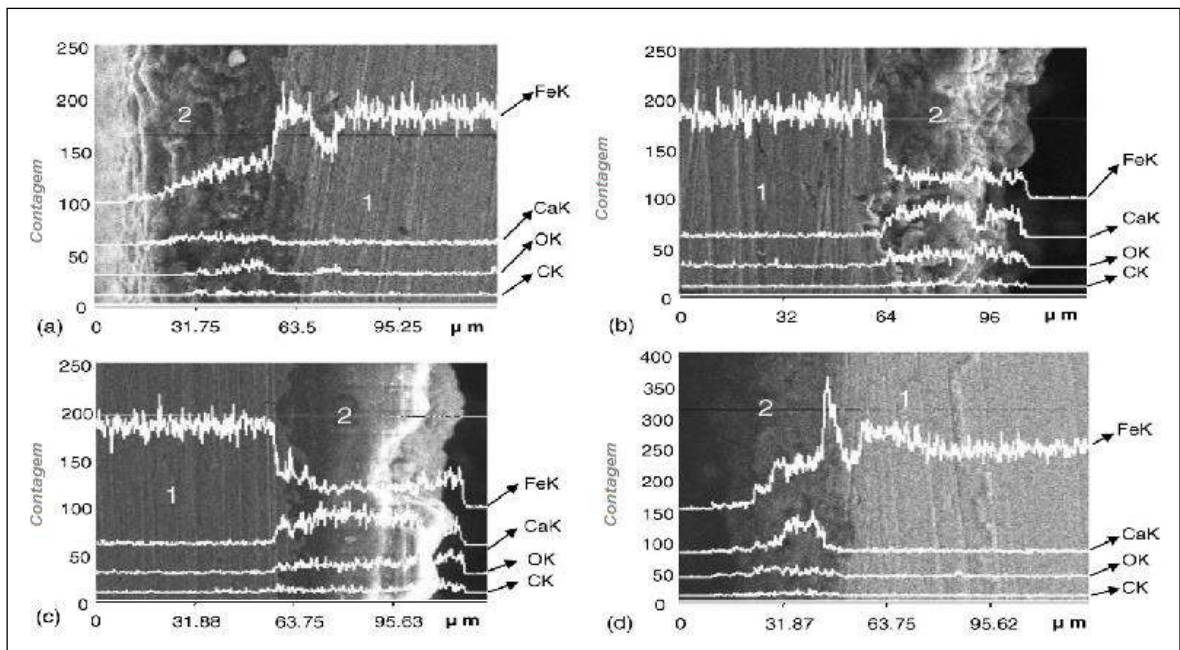 250
200
150
100
50
0
Contagem
2
1
FeK
CaK
OK
CK
(a)
0 31.75 63.5 95.25 µ m
250
200
150
100
50
0
Contagem
1
2
FeK
CaK
OK
CK
(b)
0 32 64 96 µ m
250
200
150
100
50
0
Contagem
1
2
FeK
CaK
OK
CK
(c)
0 31.88 63.75 95.63 µ m
400
350
300
250
200
150
100
50
0
Contagem
2
1
FeK
CaK
OK
CK
(d)
0 31.87 63.75 95.62 µ m